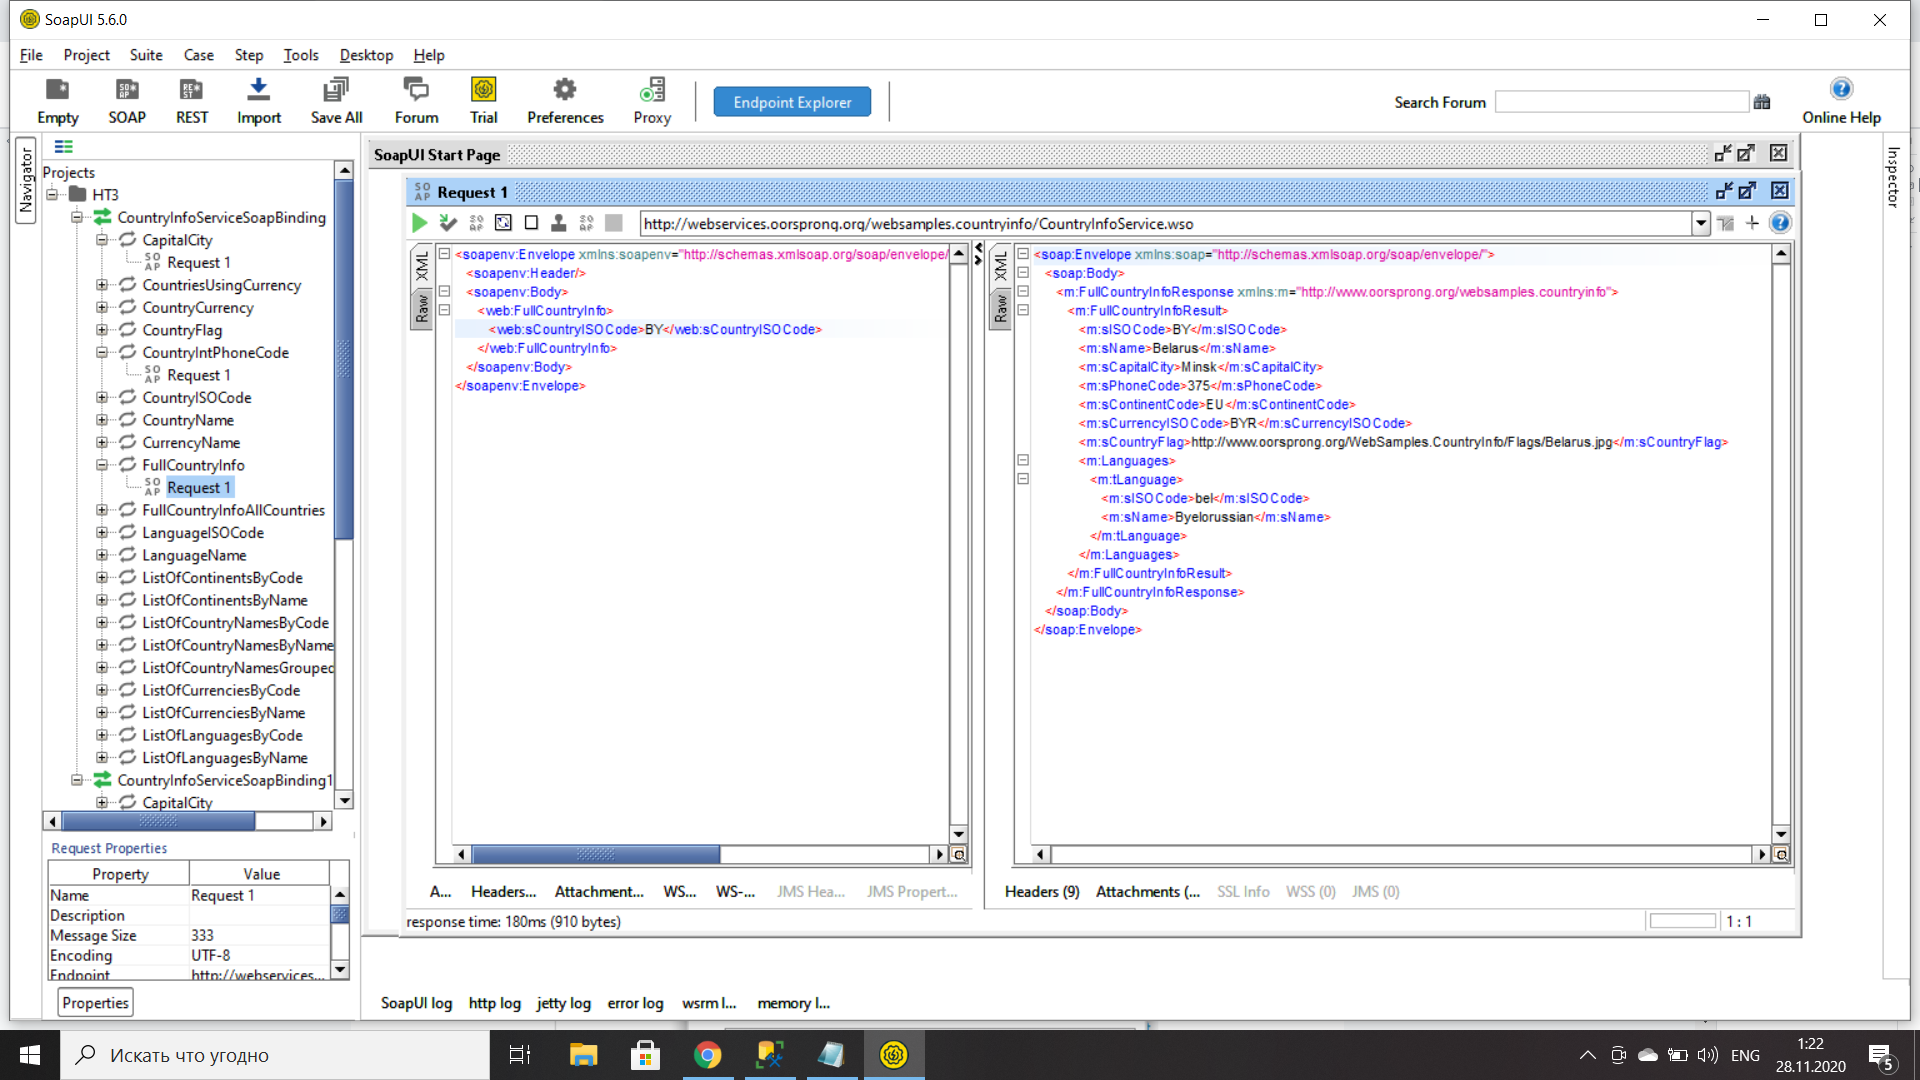 SoapUI 5.6.0
File Project Suite Case Step Tools Desktop Help
Empty SOAP REST Import Save All Forum Trial Preferences Proxy Endpoint Explorer Search Forum Online Help
Navigator
Inspector
Projects
HT3
CountryInfoServiceSoapBinding
CapitalCity
SO AP Request 1
CountriesUsingCurrency
CountryCurrency
CountryFlag
CountryIntPhoneCode
SO AP Request 1
CountryISOCode
CountryName
CurrencyName
FullCountryInfo
SO AP Request 1
FullCountryInfoAllCountries
LanguageISOCode
LanguageName
ListOfContinentsByCode
ListOfContinentsByName
ListOfCountryNamesByCode
ListOfCountryNamesByName
ListOfCountryNamesGrouped
ListOfCurrenciesByCode
ListOfCurrenciesByName
ListOfLanguagesByCode
ListOfLanguagesByName
CountryInfoServiceSoapBinding1
CapitalCity
Request Properties
Property Value
Name Request 1
Description
Message Size 333
Encoding UTF-8
Endpoint http://webservices...
Properties
SoapUI Start Page
SO AP Request 1
http://webservices.oorsprong.org/websamples.countryinfo/CountryInfoService.wso
XML
Raw
<soapenv:Envelope xmlns:soapenv="http://schemas.xmlsoap.org/soap/envelope/
<soapenv:Header/>
<soapenv:Body>
<web:FullCountryInfo>
<web:sCountryISOCode>BY</web:sCountryISOCode>
</web:FullCountryInfo>
</soapenv:Body>
</soapenv:Envelope>
XML
Raw
<soap:Envelope xmlns:soap="http://schemas.xmlsoap.org/soap/envelope/">
<soap:Body>
<m:FullCountryInfoResponse xmlns:m="http://www.oorsprong.org/websamples.countryinfo">
<m:FullCountryInfoResult>
<m:sISOCode>BY</m:sISOCode>
<m:sName>Belarus</m:sName>
<m:sCapitalCity>Minsk</m:sCapitalCity>
<m:sPhoneCode>375</m:sPhoneCode>
<m:sContinentCode>EU</m:sContinentCode>
<m:sCurrencyISOCode>BYR</m:sCurrencyISOCode>
<m:sCountryFlag>http://www.oorsprong.org/WebSamples.CountryInfo/Flags/Belarus.jpg</m:sCountryFlag>
<m:Languages>
<m:tLanguage>
<m:sISOCode>bel</m:sISOCode>
<m:sName>Byelorussian</m:sName>
</m:tLanguage>
</m:Languages>
</m:FullCountryInfoResult>
</m:FullCountryInfoResponse>
</soap:Body>
</soap:Envelope>
A... Headers... Attachment... WS... WS-... JMS Hea... JMS Propert...
Headers (9) Attachments (... SSL Info WSS (0) JMS (0)
response time: 180ms (910 bytes)
1 : 1
SoapUI log http log jetty log error log wsrm l... memory l...
Искать что угодно
ENG
1:22
28.11.2020
5